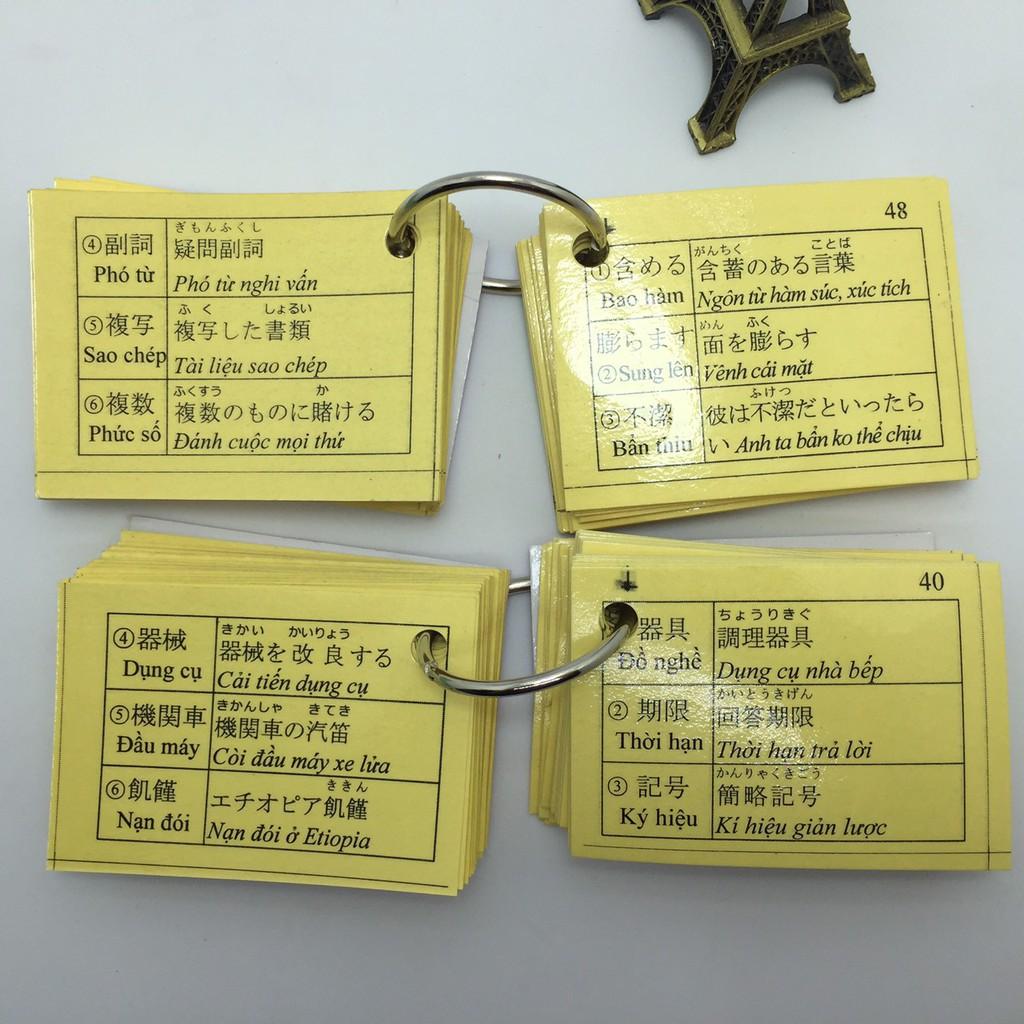 ぎもんふくし
④副詞 疑問副詞
Phó từ Phó từ nghi vấn
ふく しょるい
⑤複写 複写した書類
Sao chép Tài liệu sao chép
ふくすう か
⑥複数 複数のものに賭ける
Phức số Đánh cuộc mọi thứ
48
がんちく ことば
①含める 含蓄のある言葉
Bao hàm Ngôn từ hàm súc, xúc tích
めん ふく
膨らます 面を膨らす
②Sung lên Vênh cái mặt
ふけつ
③不潔 彼は不潔だといったら
Bẩn thỉu い Anh ta bẩn ko thể chịu
きかい かいりょう
④器械 器械を改良する
Dụng cụ Cải tiến dụng cụ
きかんしゃ きてき
⑤機関車 機関車の汽笛
Đầu máy Còi đầu máy xe lửa
ききん
⑥飢饉 エチオピア飢饉
Nạn đói Nạn đói ở Etiopia
40
ちょうりきぐ
器具 調理器具
Đồ nghề Dụng cụ nhà bếp
かいとうきげん
② 期限 回答期限
Thời hạn Thời hạn trả lời
かんりゃくきごう
③ 記号 簡略記号
Ký hiệu Kí hiệu giản lược